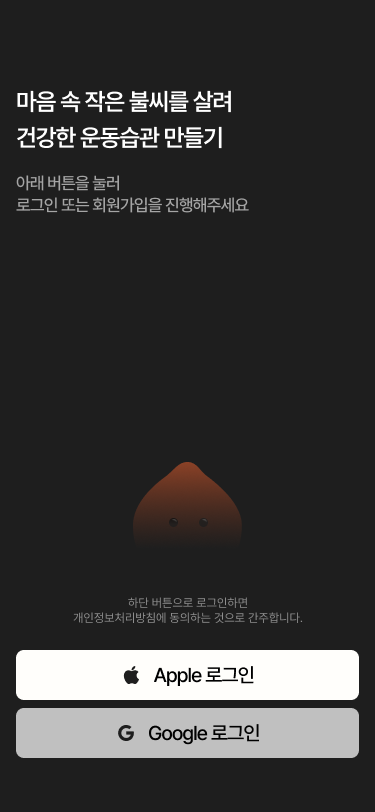 마음 속 작은 불씨를 살려
건강한 운동습관 만들기
아래 버튼을 눌러
로그인 또는 회원가입을 진행해주세요
하단 버튼으로 로그인하면
개인정보처리방침에 동의하는 것으로 간주합니다.
Apple 로그인
Google 로그인